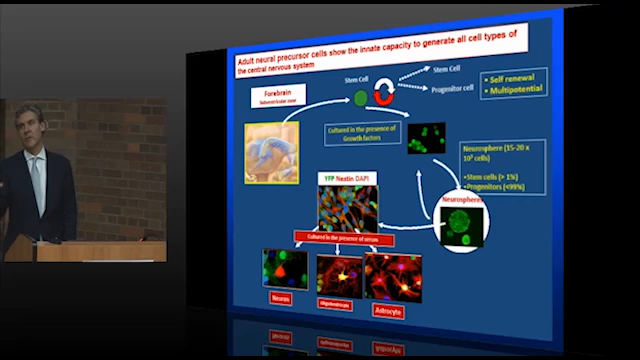 Adult neural precursor cells show the innate capacity to generate all cell types of
the central nervous system
Stem Cell
Stem Cell
Progenitor cell
• Self renewal
• Multipotential
Forebrain
Subventricular zone
Cultured in the presence of
Growth factors
Neurosphere (15-20 x
10³ cells)
•Stem cells (> 1%)
•Progenitors (<99%)
Neurosphere
YFP Nestin DAPI
Cultured in the presence of serum
Neuron
Oligodendrocyte
Astrocyte